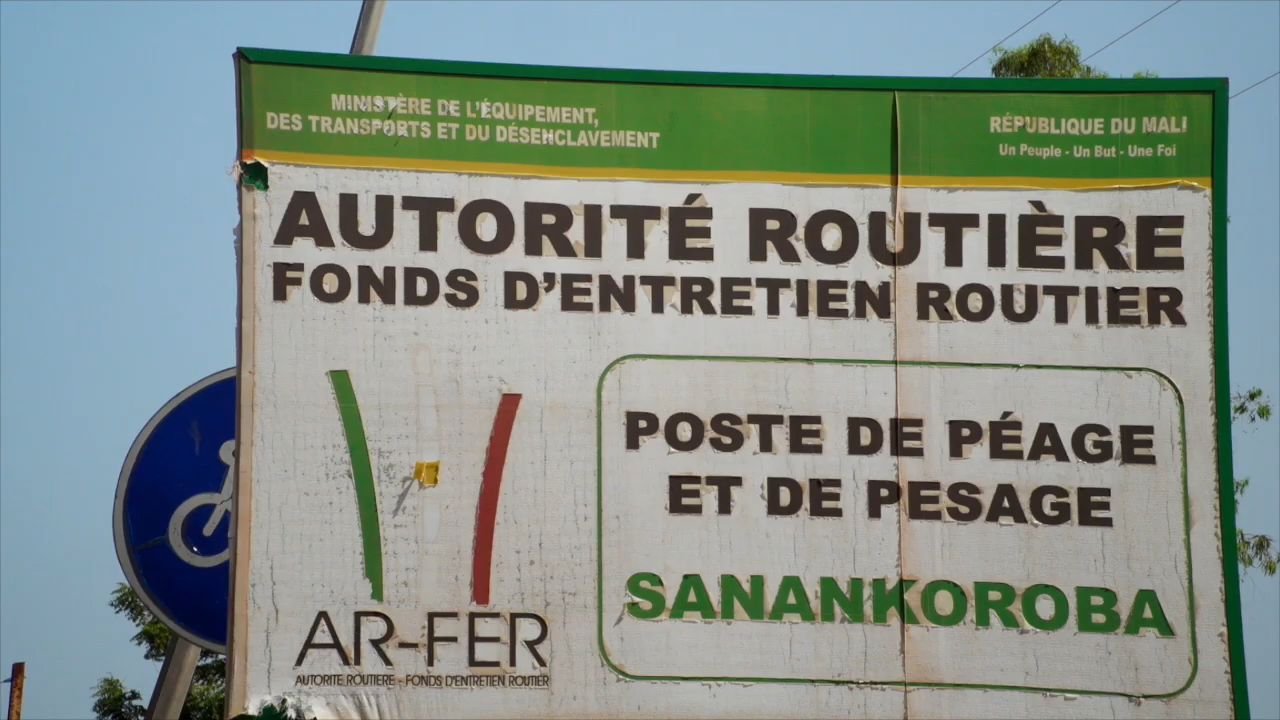 MINISTÈRE DE L'ÉQUIPEMENT,
DES TRANSPORTS ET DU DÉSENCLAVEMENT
RÉPUBLIQUE DU MALI
Un Peuple - Un But - Une Foi
AUTORITÉ ROUTIÈRE
FONDS D'ENTRETIEN ROUTIER
POSTE DE PÉAGE
ET DE PESAGE
SANANKOROBA
AR-FER
AUTORITE ROUTIERE - FONDS D'ENTRETIEN ROUTIER